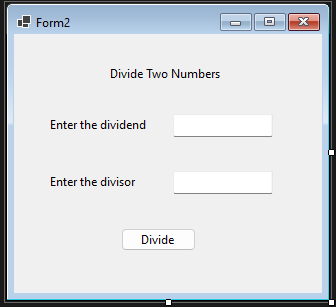 Form2
Divide Two Numbers
Enter the dividend
Enter the divisor
Divide